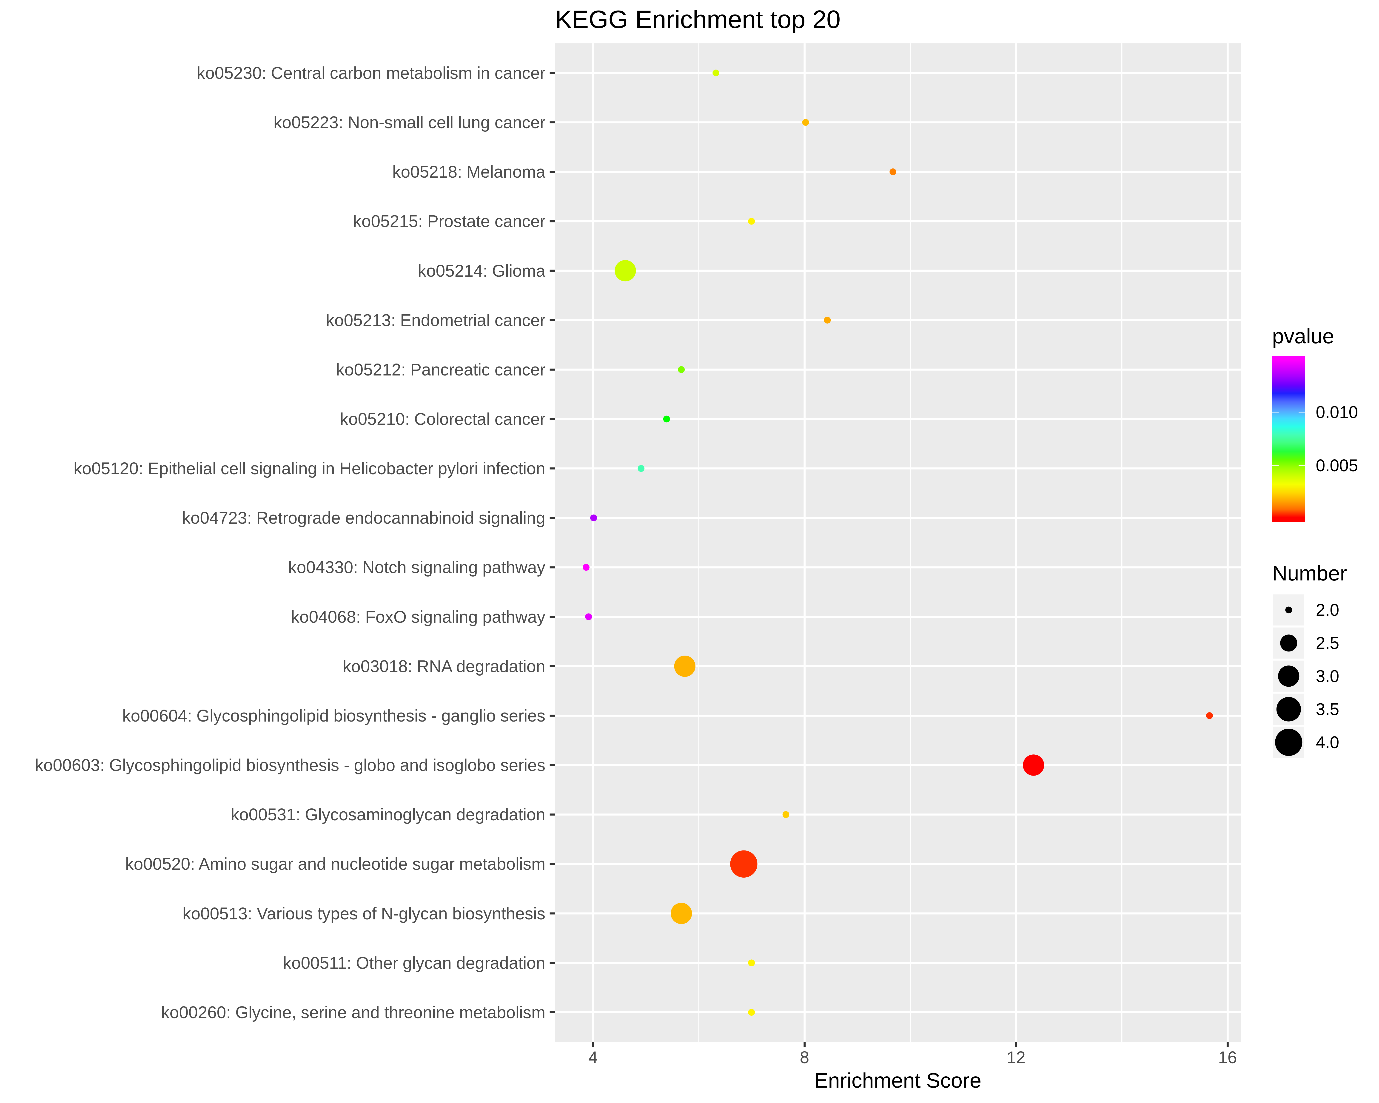 KEGG Enrichment top 20
ko05230: Central carbon metabolism in cancer
ko05223: Non-small cell lung cancer
ko05218: Melanoma
ko05215: Prostate cancer
ko05214: Glioma
ko05213: Endometrial cancer
ko05212: Pancreatic cancer
ko05210: Colorectal cancer
ko05120: Epithelial cell signaling in Helicobacter pylori infection
ko04723: Retrograde endocannabinoid signaling
ko04330: Notch signaling pathway
ko04068: FoxO signaling pathway
ko03018: RNA degradation
ko00604: Glycosphingolipid biosynthesis - ganglio series
ko00603: Glycosphingolipid biosynthesis - globo and isoglobo series
ko00531: Glycosaminoglycan degradation
ko00520: Amino sugar and nucleotide sugar metabolism
ko00513: Various types of N-glycan biosynthesis
ko00511: Other glycan degradation
ko00260: Glycine, serine and threonine metabolism
4 8 12 16
Enrichment Score
pvalue
0.010
0.005
Number
2.0
2.5
3.0
3.5
4.0